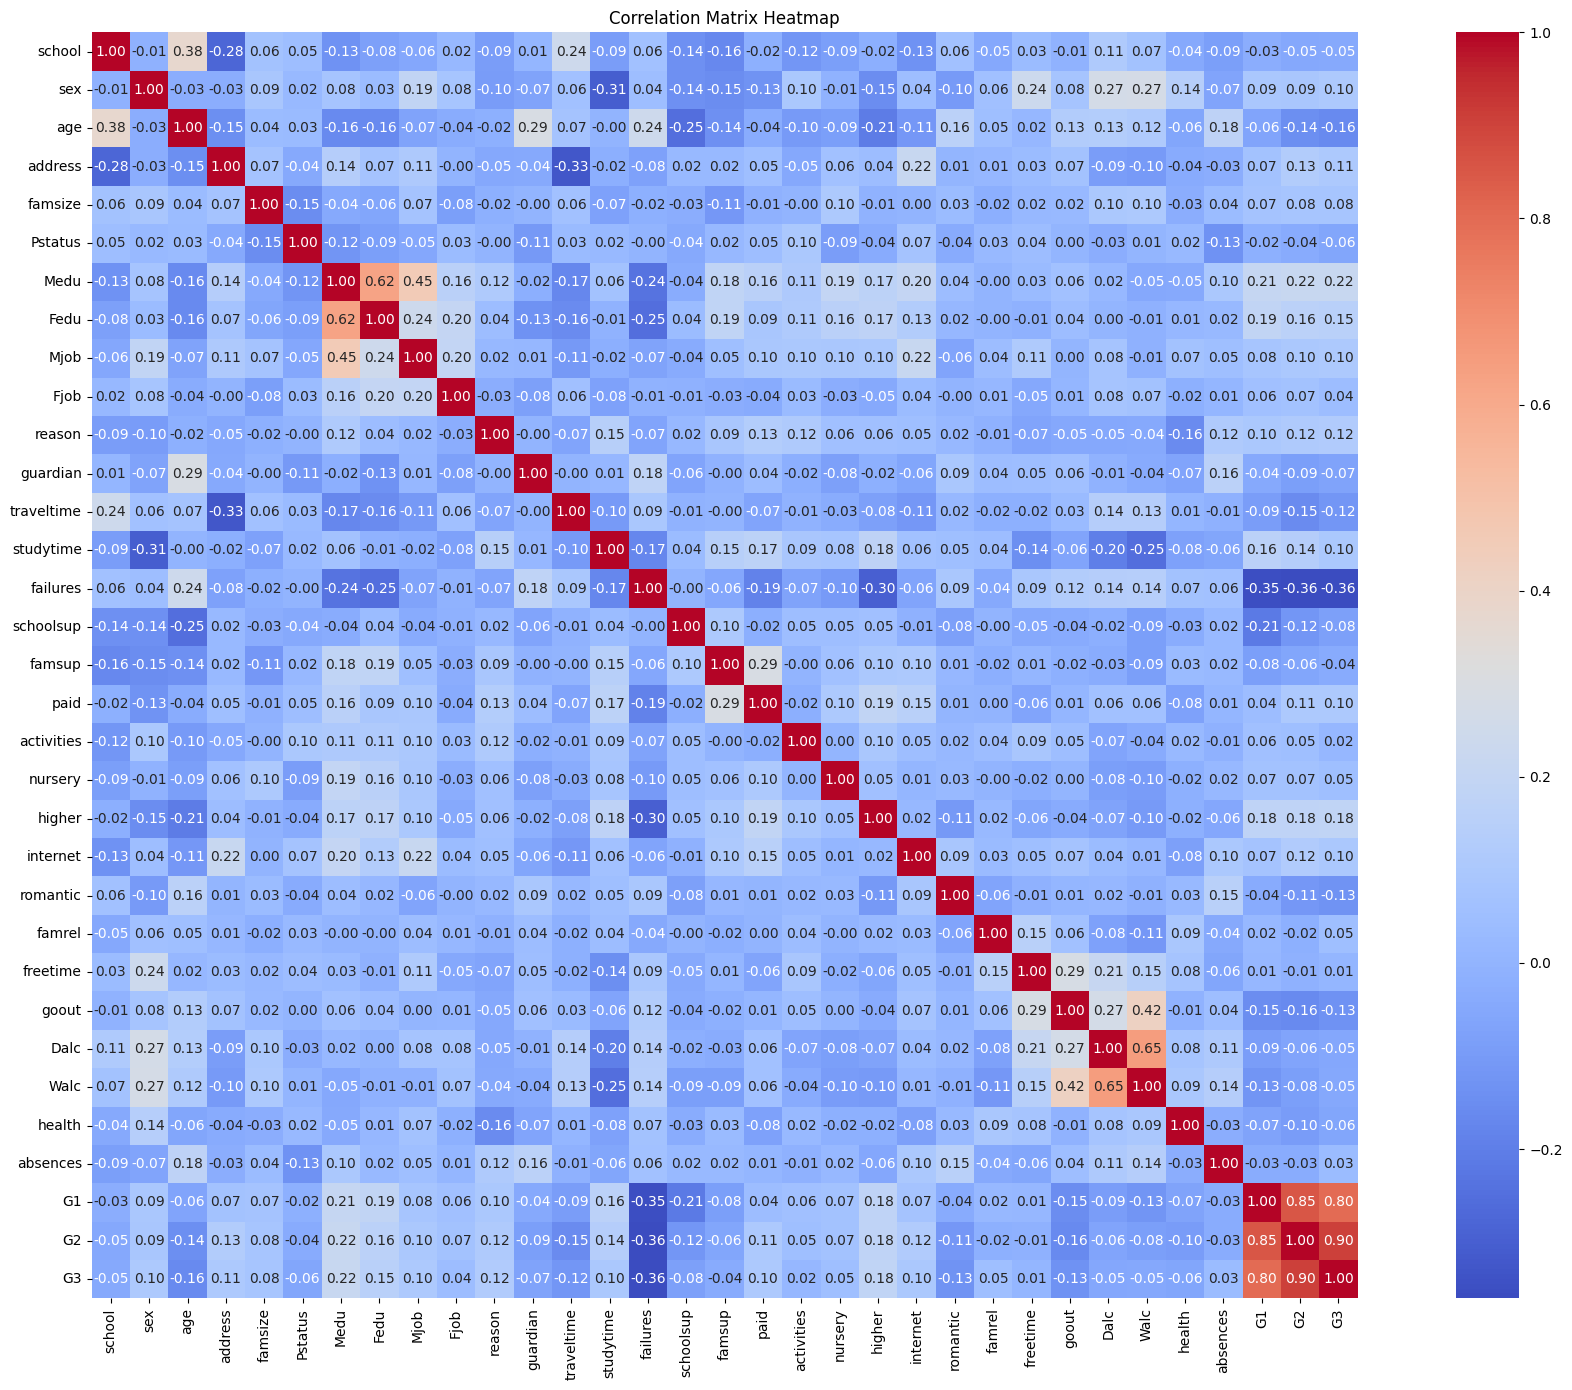 Correlation Matrix Heatmap
school 1.00 -0.01 0.38 -0.28 0.06 0.05 -0.13 -0.08 -0.06 0.02 -0.09 0.01 0.24 -0.09 0.06 -0.14 -0.16 -0.02 -0.12 -0.09 -0.02 -0.13 0.06 -0.05 0.03 -0.01 0.11 0.07 -0.04 -0.09 -0.03 -0.05 -0.05
sex -0.01 1.00 -0.03 -0.03 0.09 0.02 0.08 0.03 0.19 0.08 -0.10 -0.07 0.06 -0.31 0.04 -0.14 -0.15 -0.13 0.10 -0.01 -0.15 0.04 -0.10 0.06 0.24 0.08 0.27 0.27 0.14 -0.07 0.09 0.09 0.10
age 0.38 -0.03 1.00 -0.15 0.04 0.03 -0.16 -0.16 -0.07 -0.04 -0.02 0.29 0.07 -0.00 0.24 -0.25 -0.14 -0.04 -0.10 -0.09 -0.21 -0.11 0.16 0.05 0.02 0.13 0.13 0.12 -0.06 0.18 -0.06 -0.14 -0.16
address -0.28 -0.03 -0.15 1.00 0.07 -0.04 0.14 0.07 0.11 -0.00 -0.05 -0.04 -0.33 -0.02 -0.08 0.02 0.02 0.05 -0.05 0.06 0.04 0.22 0.01 0.01 0.03 0.07 -0.09 -0.10 -0.04 -0.03 0.07 0.13 0.11
famsize 0.06 0.09 0.04 0.07 1.00 -0.15 -0.04 -0.06 0.07 -0.08 -0.02 -0.00 0.06 -0.07 -0.02 -0.03 -0.11 -0.01 -0.00 0.10 -0.01 0.00 0.03 -0.02 0.02 0.02 0.10 0.10 -0.03 0.04 0.07 0.08 0.08
Pstatus 0.05 0.02 0.03 -0.04 -0.15 1.00 -0.12 -0.09 -0.05 0.03 -0.00 -0.11 0.03 0.02 -0.00 -0.04 0.02 0.05 0.10 -0.09 -0.04 0.07 -0.04 0.03 0.04 0.00 -0.03 0.01 0.02 -0.13 -0.02 -0.04 -0.06
Medu -0.13 0.08 -0.16 0.14 -0.04 -0.12 1.00 0.62 0.45 0.16 0.12 -0.02 -0.17 0.06 -0.24 -0.04 0.18 0.16 0.11 0.19 0.17 0.20 0.04 -0.00 0.03 0.06 0.02 -0.05 -0.05 0.10 0.21 0.22 0.22
Fedu -0.08 0.03 -0.16 0.07 -0.06 -0.09 0.62 1.00 0.24 0.20 0.04 -0.13 -0.16 -0.01 -0.25 0.04 0.19 0.09 0.11 0.16 0.17 0.13 0.02 -0.00 -0.01 0.04 0.00 -0.01 0.01 0.02 0.19 0.16 0.15
Mjob -0.06 0.19 -0.07 0.11 0.07 -0.05 0.45 0.24 1.00 0.20 0.02 0.01 -0.11 -0.02 -0.07 -0.04 0.05 0.10 0.10 0.10 0.10 0.22 -0.06 0.04 0.11 0.00 0.08 -0.01 0.07 0.05 0.08 0.10 0.10
Fjob 0.02 0.08 -0.04 -0.00 -0.08 0.03 0.16 0.20 0.20 1.00 -0.03 -0.08 0.06 -0.08 -0.01 -0.01 -0.03 -0.04 0.03 -0.03 -0.05 0.04 -0.00 0.01 -0.05 0.01 0.08 0.07 -0.02 0.01 0.06 0.07 0.04
reason -0.09 -0.10 -0.02 -0.05 -0.02 -0.00 0.12 0.04 0.02 -0.03 1.00 -0.00 -0.07 0.15 -0.07 0.02 0.09 0.13 0.12 0.06 0.06 0.05 0.02 -0.01 -0.07 -0.05 -0.05 -0.04 -0.16 0.12 0.10 0.12 0.12
guardian 0.01 -0.07 0.29 -0.04 -0.00 -0.11 -0.02 -0.13 0.01 -0.08 -0.00 1.00 -0.00 0.01 0.18 -0.06 -0.00 0.04 -0.02 -0.08 -0.02 -0.06 0.09 0.04 0.05 0.06 -0.01 -0.04 -0.07 0.16 -0.04 -0.09 -0.07
traveltime 0.24 0.06 0.07 -0.33 0.06 0.03 -0.17 -0.16 -0.11 0.06 -0.07 -0.00 1.00 -0.10 0.09 -0.01 -0.00 -0.07 -0.01 -0.03 -0.08 -0.11 0.02 -0.02 -0.02 0.03 0.14 0.13 0.01 -0.01 -0.09 -0.15 -0.12
studytime -0.09 -0.31 -0.00 -0.02 -0.07 0.02 0.06 -0.01 -0.02 -0.08 0.15 0.01 -0.10 1.00 -0.17 0.04 0.15 0.17 0.09 0.08 0.18 0.06 0.05 0.04 -0.14 -0.06 -0.20 -0.25 -0.08 -0.06 0.16 0.14 0.10
failures 0.06 0.04 0.24 -0.08 -0.02 -0.00 -0.24 -0.25 -0.07 -0.01 -0.07 0.18 0.09 -0.17 1.00 -0.00 -0.06 -0.19 -0.07 -0.10 -0.30 -0.06 0.09 -0.04 0.09 0.12 0.14 0.14 0.07 0.06 -0.35 -0.36 -0.36
schoolsup -0.14 -0.14 -0.25 0.02 -0.03 -0.04 -0.04 0.04 -0.04 -0.01 0.02 -0.06 -0.01 0.04 -0.00 1.00 0.10 -0.02 0.05 0.05 0.05 -0.01 -0.08 -0.00 -0.05 -0.04 -0.02 -0.09 -0.03 0.02 -0.21 -0.12 -0.08
famsup -0.16 -0.15 -0.14 0.02 -0.11 0.02 0.18 0.19 0.05 -0.03 0.09 -0.00 -0.00 0.15 -0.06 0.10 1.00 0.29 -0.00 0.06 0.10 0.10 0.01 -0.02 0.01 -0.02 -0.03 -0.09 0.03 0.02 -0.08 -0.06 -0.04
paid -0.02 -0.13 -0.04 0.05 -0.01 0.05 0.16 0.09 0.10 -0.04 0.13 0.04 -0.07 0.17 -0.19 -0.02 0.29 1.00 -0.02 0.10 0.19 0.15 0.01 0.00 -0.06 0.01 0.06 0.06 -0.08 0.01 0.04 0.11 0.10
activities -0.12 0.10 -0.10 -0.05 -0.00 0.10 0.11 0.11 0.10 0.03 0.12 -0.02 -0.01 0.09 -0.07 0.05 -0.00 -0.02 1.00 0.00 0.10 0.05 0.02 0.04 0.09 0.05 -0.07 -0.04 0.02 -0.01 0.06 0.05 0.02
nursery -0.09 -0.01 -0.09 0.06 0.10 -0.09 0.19 0.16 0.10 -0.03 0.06 -0.08 -0.03 0.08 -0.10 0.05 0.06 0.10 0.00 1.00 0.05 0.01 0.03 -0.00 -0.02 0.00 -0.08 -0.10 -0.02 0.02 0.07 0.07 0.05
higher -0.02 -0.15 -0.21 0.04 -0.01 -0.04 0.17 0.17 0.10 -0.05 0.06 -0.02 -0.08 0.18 -0.30 0.05 0.10 0.19 0.10 0.05 1.00 0.02 -0.11 0.02 -0.06 -0.04 -0.07 -0.10 -0.02 -0.06 0.18 0.18 0.18
internet -0.13 0.04 -0.11 0.22 0.00 0.07 0.20 0.13 0.22 0.04 0.05 -0.06 -0.11 0.06 -0.06 -0.01 0.10 0.15 0.05 0.01 0.02 1.00 0.09 0.03 0.05 0.07 0.04 0.01 -0.08 0.10 0.07 0.12 0.10
romantic 0.06 -0.10 0.16 0.01 0.03 -0.04 0.04 0.02 -0.06 -0.00 0.02 0.09 0.02 0.05 0.09 -0.08 0.01 0.01 0.02 0.03 -0.11 0.09 1.00 -0.06 -0.01 0.01 0.02 -0.01 0.03 0.15 -0.04 -0.11 -0.13
famrel -0.05 0.06 0.05 0.01 -0.02 0.03 -0.00 -0.00 0.04 0.01 -0.01 0.04 -0.02 0.04 -0.04 -0.00 -0.02 0.00 0.04 -0.00 0.02 0.03 -0.06 1.00 0.15 0.06 -0.08 -0.11 0.09 -0.04 0.02 -0.02 0.05
freetime 0.03 0.24 0.02 0.03 0.02 0.04 0.03 -0.01 0.11 -0.05 -0.07 0.05 -0.02 -0.14 0.09 -0.05 0.01 -0.06 0.09 -0.02 -0.06 0.05 -0.01 0.15 1.00 0.29 0.21 0.15 0.08 -0.06 0.01 -0.01 0.01
goout -0.01 0.08 0.13 0.07 0.02 0.00 0.06 0.04 0.00 0.01 -0.05 0.06 0.03 -0.06 0.12 -0.04 -0.02 0.01 0.05 0.00 -0.04 0.07 0.01 0.06 0.29 1.00 0.27 0.42 -0.01 0.04 -0.15 -0.16 -0.13
Dalc 0.11 0.27 0.13 -0.09 0.10 -0.03 0.02 0.00 0.08 0.08 -0.05 -0.01 0.14 -0.20 0.14 -0.02 -0.03 0.06 -0.07 -0.08 -0.07 0.04 0.02 -0.08 0.21 0.27 1.00 0.65 0.08 0.11 -0.09 -0.06 -0.05
Walc 0.07 0.27 0.12 -0.10 0.10 0.01 -0.05 -0.01 -0.01 0.07 -0.04 -0.04 0.13 -0.25 0.14 -0.09 -0.09 0.06 -0.04 -0.10 -0.10 0.01 -0.01 -0.11 0.15 0.42 0.65 1.00 0.09 0.14 -0.13 -0.08 -0.05
health -0.04 0.14 -0.06 -0.04 -0.03 0.02 -0.05 0.01 0.07 -0.02 -0.16 -0.07 0.01 -0.08 0.07 -0.03 0.03 -0.08 0.02 -0.02 -0.02 -0.08 0.03 0.09 0.08 -0.01 0.08 0.09 1.00 -0.03 -0.07 -0.10 -0.06
absences -0.09 -0.07 0.18 -0.03 0.04 -0.13 0.10 0.02 0.05 0.01 0.12 0.16 -0.01 -0.06 0.06 0.02 0.02 0.01 -0.01 0.02 -0.06 0.10 0.15 -0.04 -0.06 0.04 0.11 0.14 -0.03 1.00 -0.03 -0.03 0.03
G1 -0.03 0.09 -0.06 0.07 0.07 -0.02 0.21 0.19 0.08 0.06 0.10 -0.04 -0.09 0.16 -0.35 -0.21 -0.08 0.04 0.06 0.07 0.18 0.07 -0.04 0.02 0.01 -0.15 -0.09 -0.13 -0.07 -0.03 1.00 0.85 0.80
G2 -0.05 0.09 -0.14 0.13 0.08 -0.04 0.22 0.16 0.10 0.07 0.12 -0.09 -0.15 0.14 -0.36 -0.12 -0.06 0.11 0.05 0.07 0.18 0.12 -0.11 -0.02 -0.01 -0.16 -0.06 -0.08 -0.10 -0.03 0.85 1.00 0.90
G3 -0.05 0.10 -0.16 0.11 0.08 -0.06 0.22 0.15 0.10 0.04 0.12 -0.07 -0.12 0.10 -0.36 -0.08 -0.04 0.10 0.02 0.05 0.18 0.10 -0.13 0.05 0.01 -0.13 -0.05 -0.05 -0.06 0.03 0.80 0.90 1.00
school sex age address famsize Pstatus Medu Fedu Mjob Fjob reason guardian traveltime studytime failures schoolsup famsup paid activities nursery higher internet romantic famrel freetime goout Dalc Walc health absences G1 G2 G3
1.0
0.8
0.6
0.4
0.2
0.0
−0.2